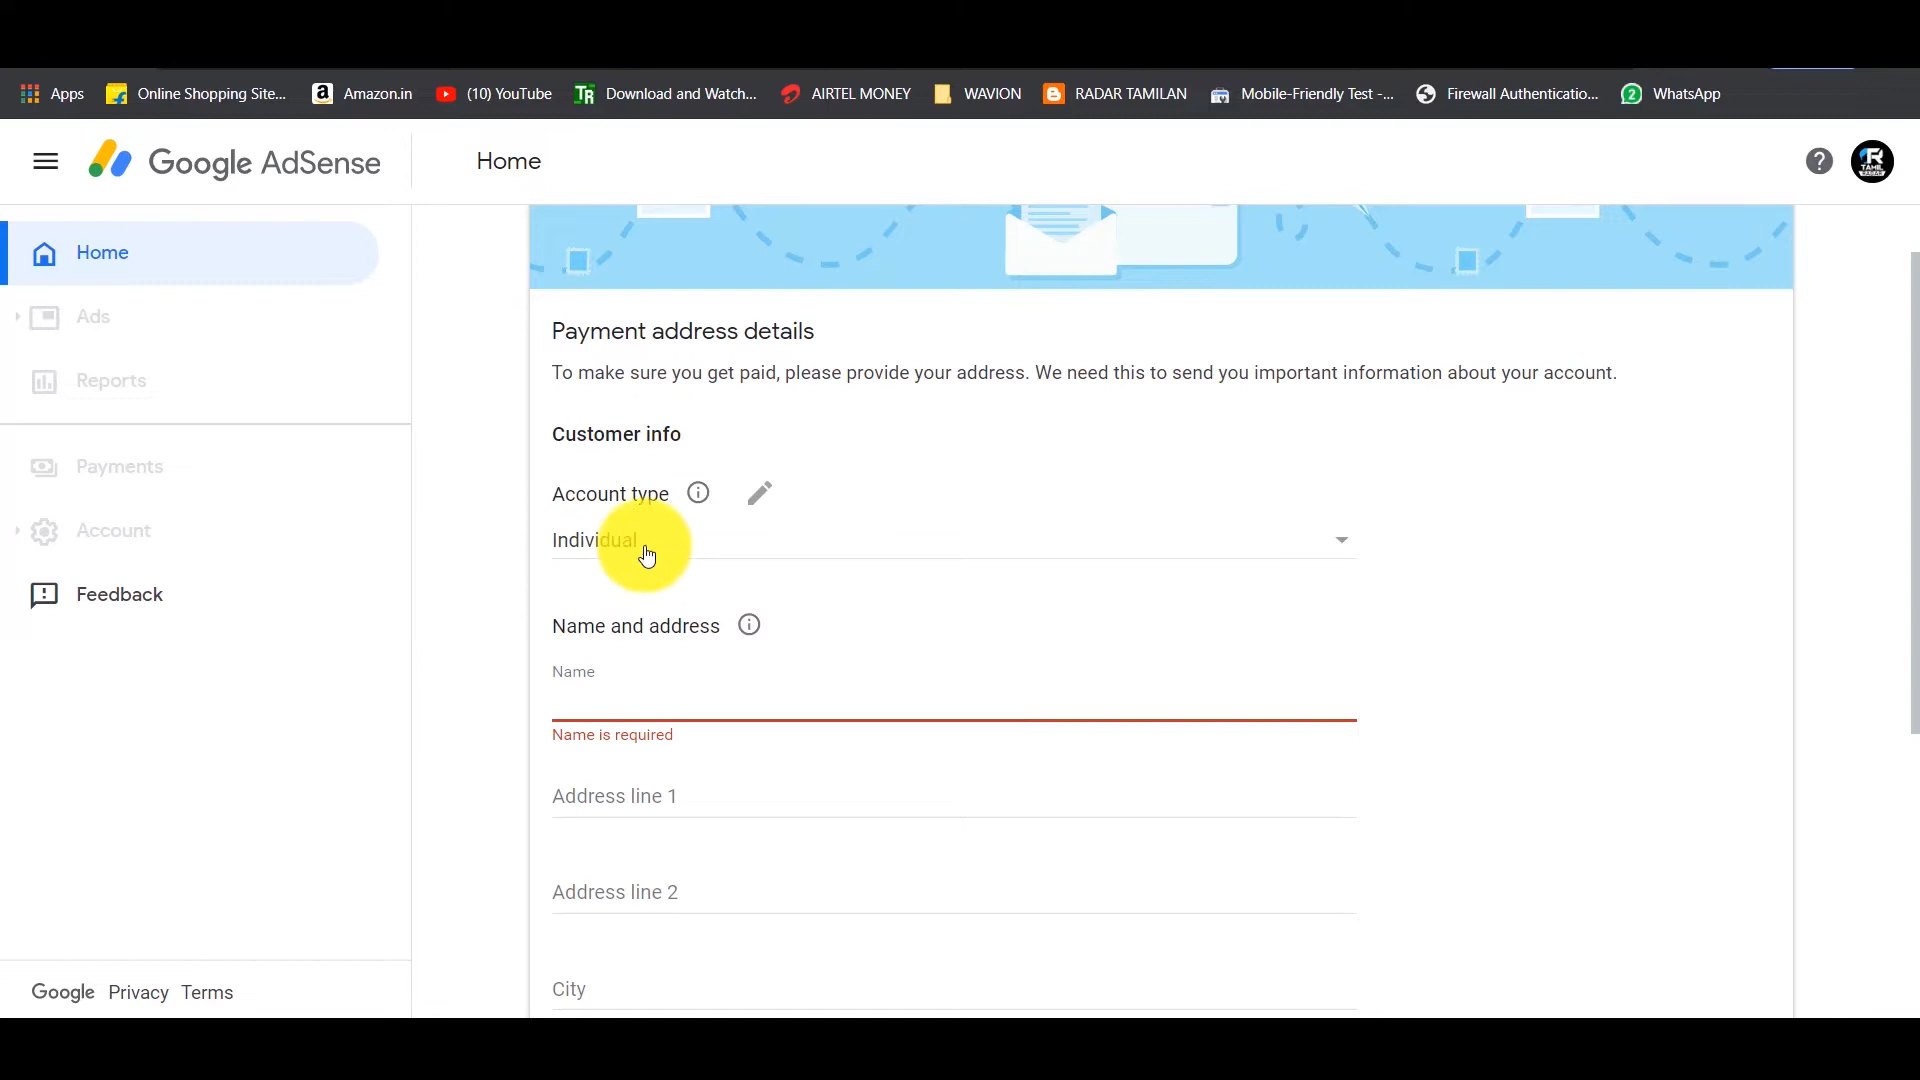 Apps
Online Shopping Site...
Amazon.in
(10) YouTube
Download and Watch...
AIRTEL MONEY
WAVION
RADAR TAMILAN
Mobile-Friendly Test -...
Firewall Authenticatio...
WhatsApp
Google AdSense
Home
TAMIL
RADAR
Home
Ads
Reports
Payments
Account
Feedback
Google Privacy Terms
Payment address details
To make sure you get paid, please provide your address. We need this to send you important information about your account.
Customer info
Account type
Individual
Name and address
Name
Name is required
Address line 1
Address line 2
City